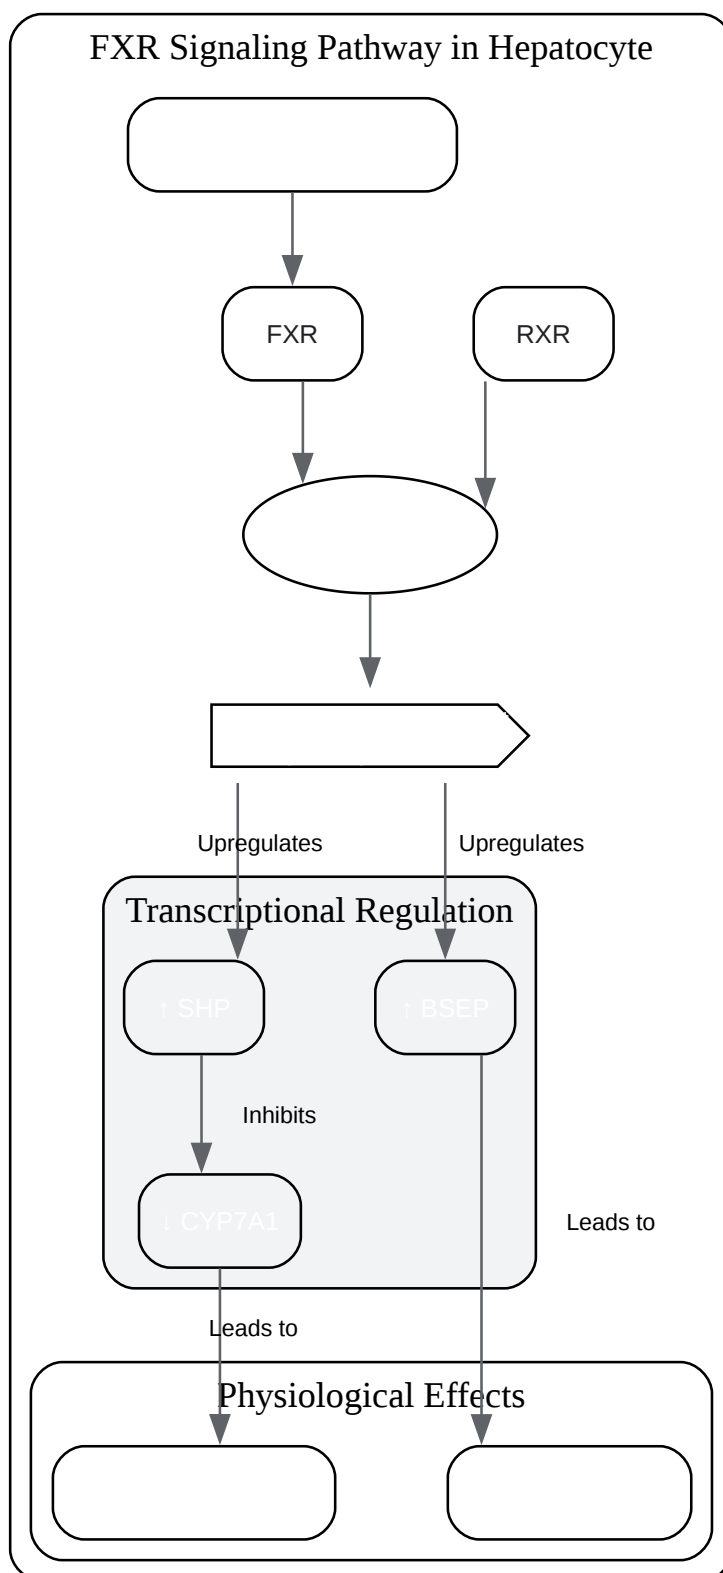 FXR Signaling Pathway in Hepatocyte
FXR
RXR
Upregulates
Upregulates
Transcriptional Regulation
↑ SHP
↑ BSEP
Inhibits
↓ CYP7A1
Leads to
Leads to
Physiological Effects